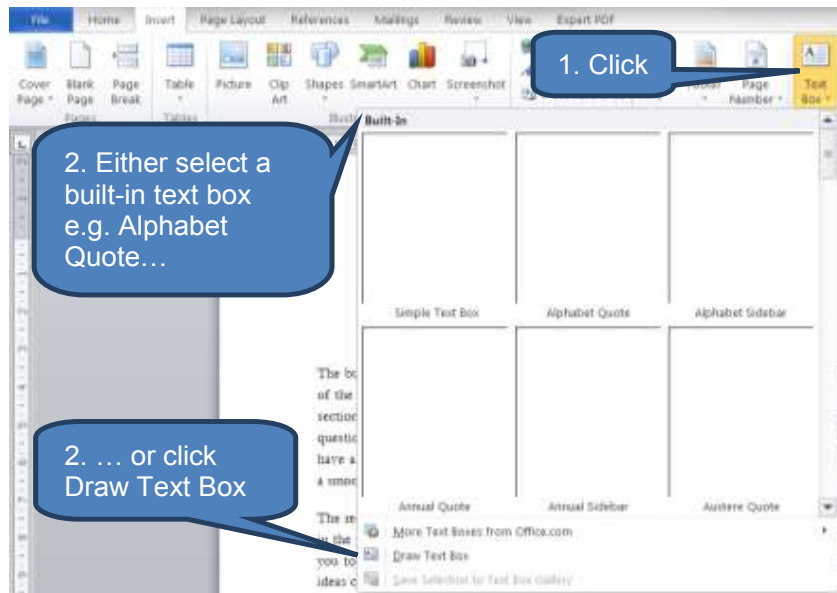 File Home Insert Page Layout References Mailings Review View Expert PDF
Cover Page Blank Page Page Break Table Picture Clip Art Shapes SmartArt Chart Screenshot Page Number Text Box
Pages Tables
1. Click
Built-In
2. Either select a
built-in text box
e.g. Alphabet
Quote…
Simple Text Box Alphabet Quote Alphabet Sidebar
The
of the
section
have a
2. … or click
Draw Text Box
Annual Quote Annual Sidebar Austere Quote
The
in the
you to
ideas
More Text Boxes from Office.com
Draw Text Box
Save Selection to Text Box Gallery